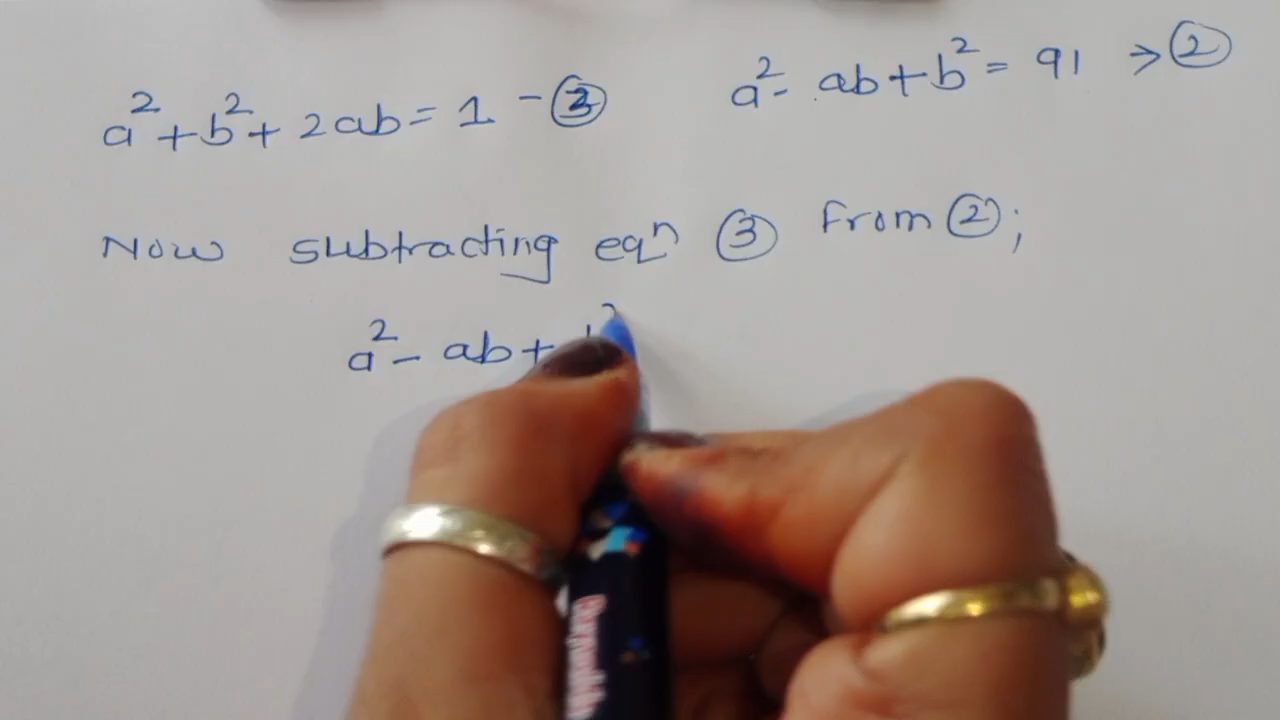 a² + b² + 2ab = 1 - ③
a² - ab + b² = 91 → ②
Now subtracting eqⁿ ③ From ②;
a² - ab +